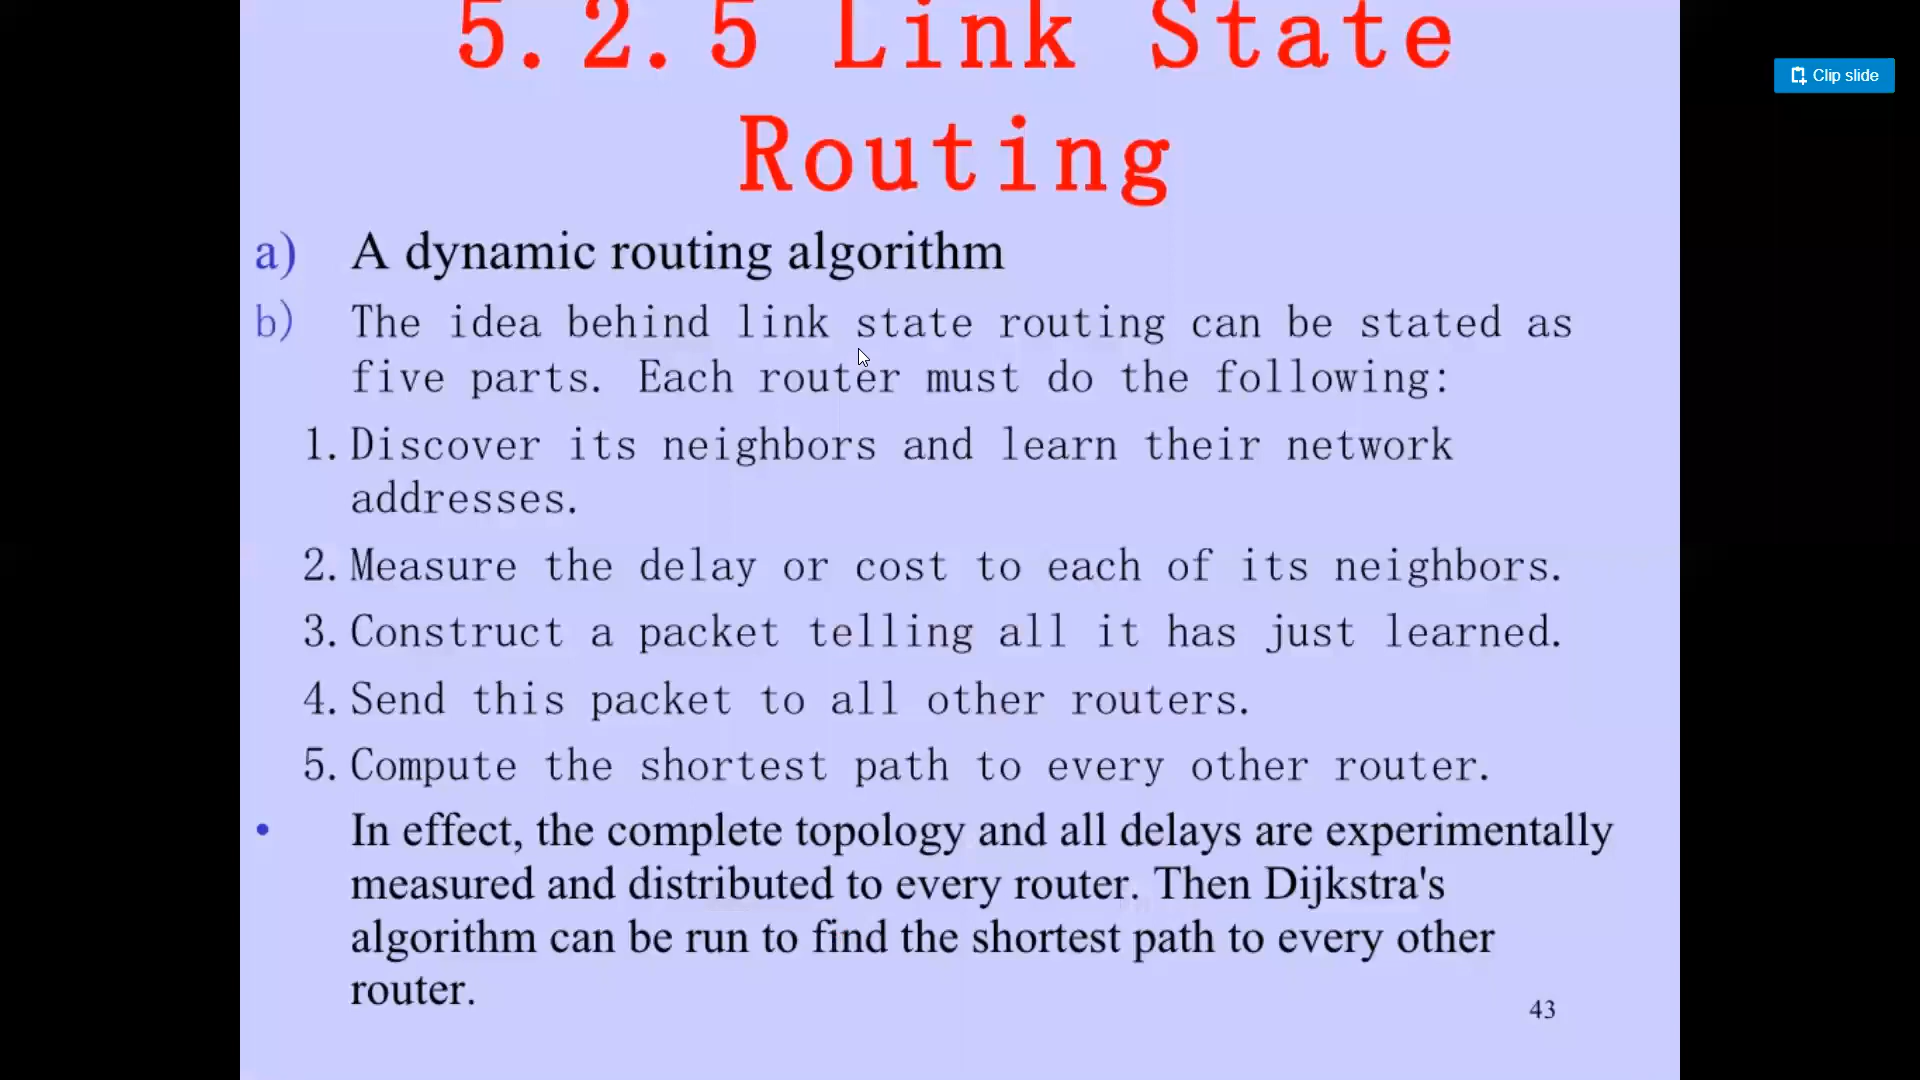 5.2.5 Link State
Routing
Clip slide
a) A dynamic routing algorithm
b) The idea behind link state routing can be stated as
five parts. Each router must do the following:
1. Discover its neighbors and learn their network
addresses.
2. Measure the delay or cost to each of its neighbors.
3. Construct a packet telling all it has just learned.
4. Send this packet to all other routers.
5. Compute the shortest path to every other router.
• In effect, the complete topology and all delays are experimentally
measured and distributed to every router. Then Dijkstra's
algorithm can be run to find the shortest path to every other
router.
43